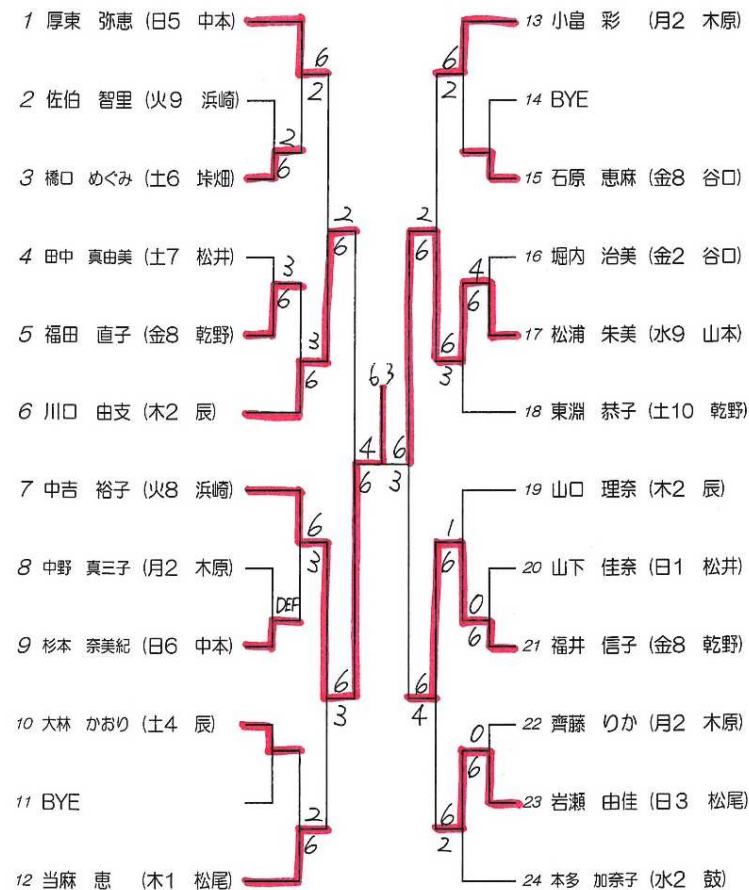 1 厚東 弥恵 (日5 中本)
2 佐伯 智里 (火9 浜崎)
3 橋口 めぐみ (土6 垰畑)
4 田中 真由美 (土7 松井)
5 福田 直子 (金8 乾野)
6 川口 由支 (木2 辰)
7 中吉 裕子 (火8 浜崎)
8 中野 真三子 (月2 木原)
9 杉本 奈美紀 (日6 中本)
10 大林 かおり (土4 辰)
11 BYE
12 当麻 恵 (木1 松尾)
6
2
2
6
3
6
3
6
2
6
6
3
DEF
2
6
6
3
4
6
63
6
3
13 小畠 彩 (月2 木原)
14 BYE
15 石原 恵麻 (金8 谷口)
16 堀内 治美 (金2 谷口)
17 松浦 朱美 (水9 山本)
18 東淵 恭子 (土10 乾野)
19 山口 理奈 (木2 辰)
20 山下 佳奈 (日1 松井)
21 福井 信子 (金8 乾野)
22 齊藤 りか (月2 木原)
23 岩瀬 由佳 (日3 松尾)
24 本多 加奈子 (水2 鼓)
6
2
2
6
4
6
6
3
1
6
0
6
6
4
0
6
6
2